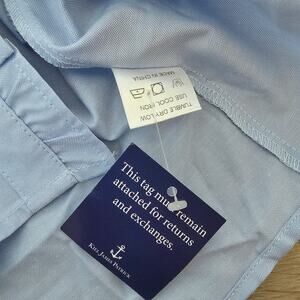 MADE IN CHINA
USE COOL IRON
TUMBLE DRY LOW
This tag must remain
attached for returns
and exchanges.
KIEL JAMES PATRICK